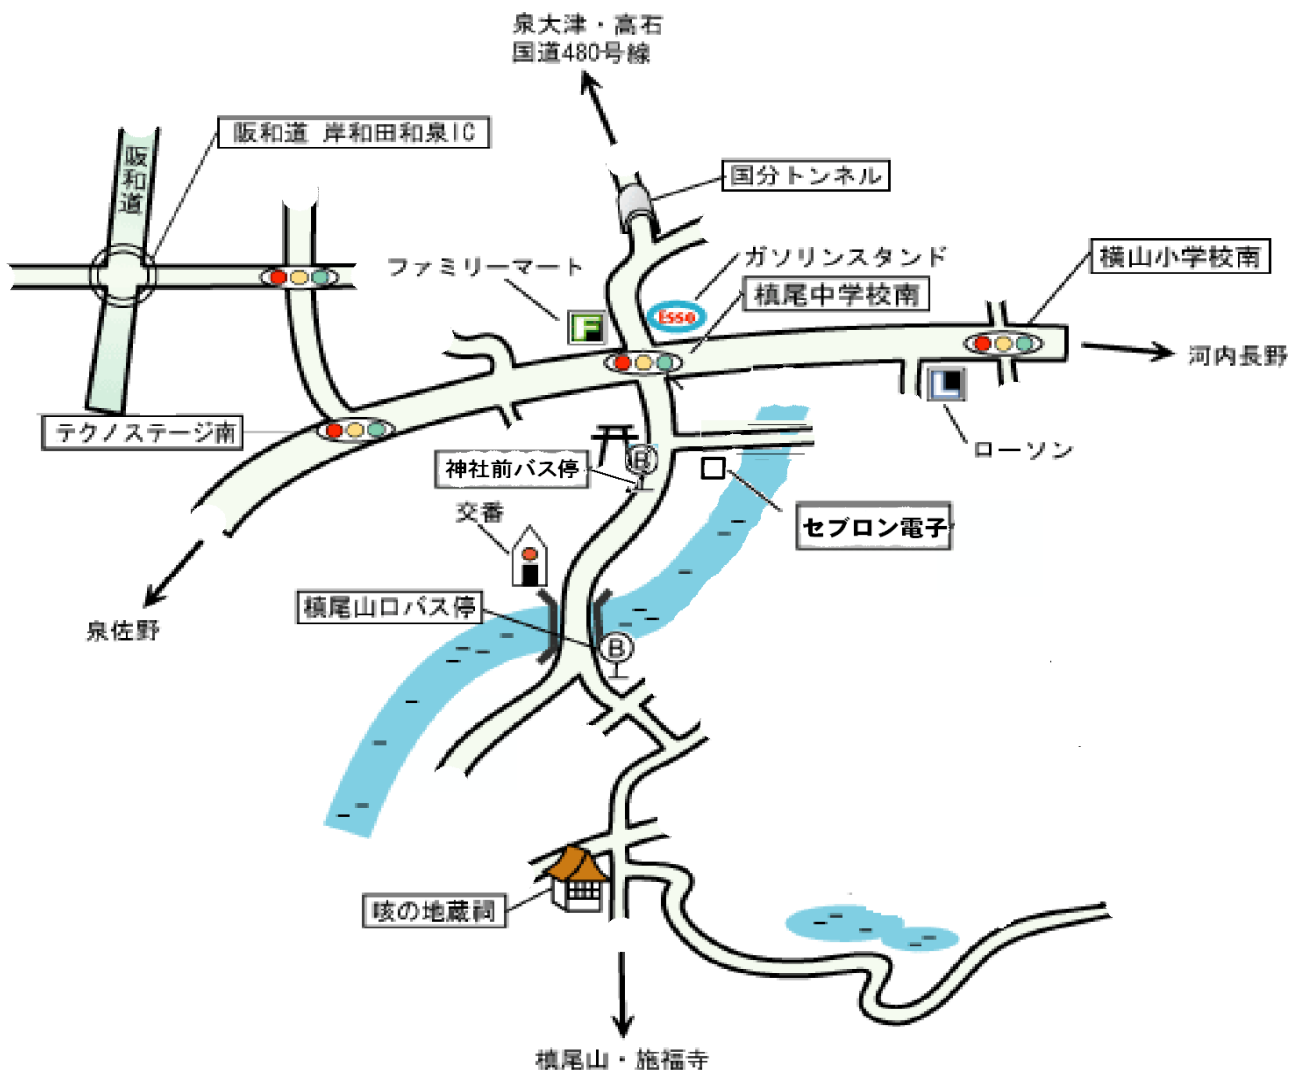 泉大津・高石
国道480号線
阪和道 岸和田和泉IC
阪和道
国分トンネル
ファミリーマート
ガソリンスタンド
横山小学校南
槙尾中学校南
F
Esso
河内長野
テクノステージ南
ローソン
神社前バス停
B
交番
セブロン電子
槙尾山口バス停
B
泉佐野
咳の地蔵祠
槙尾山・施福寺